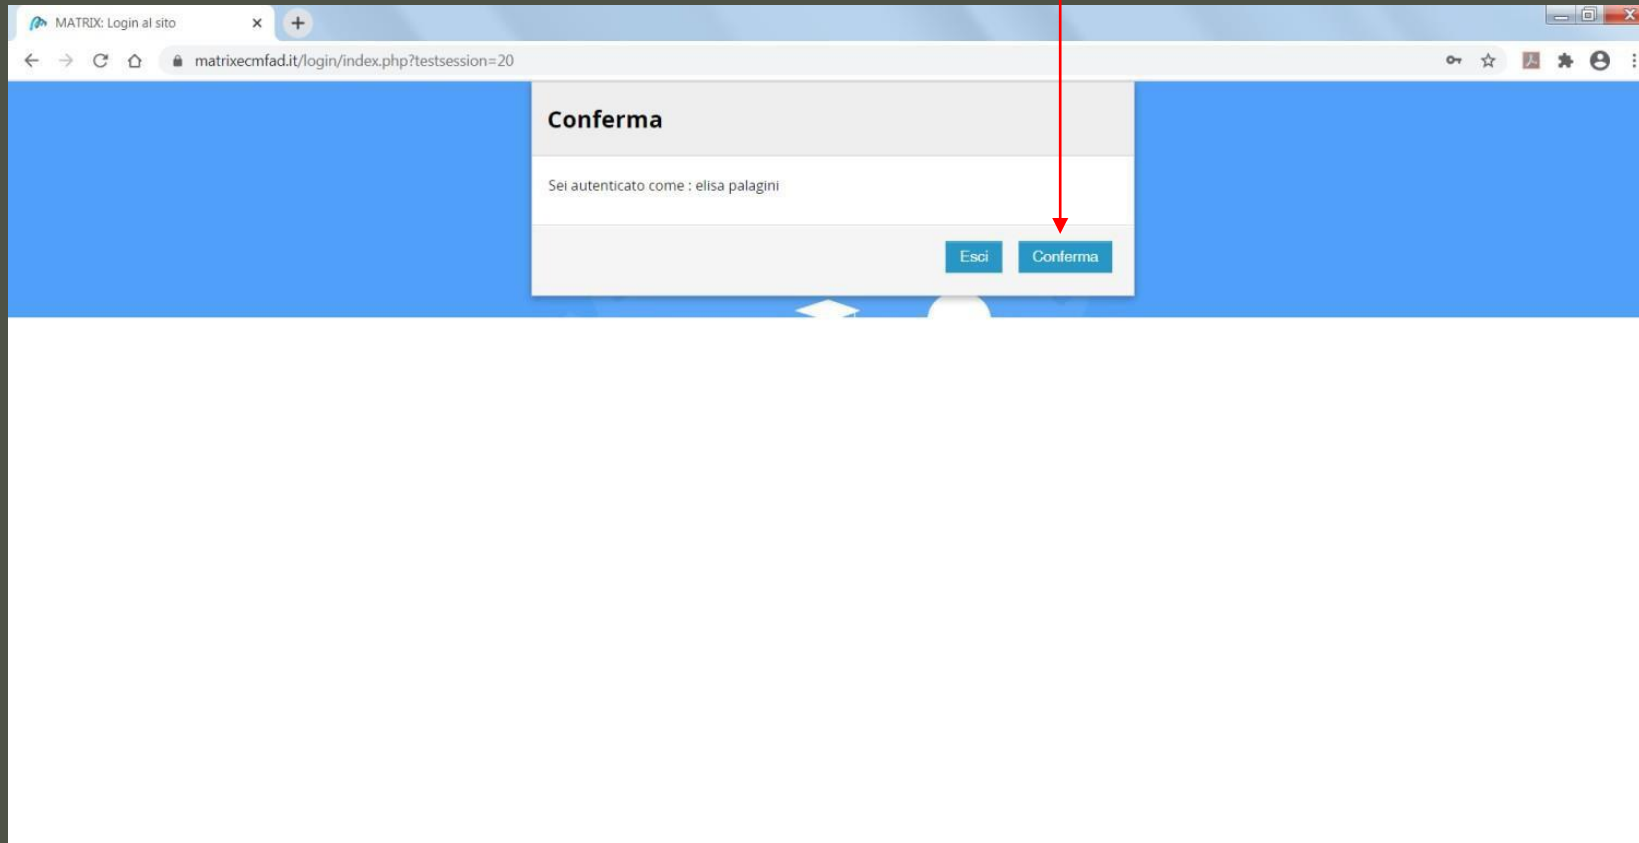 MATRIX: Login al sito
matrixecmfad.it/login/index.php?testsession=20
Conferma
Sei autenticato come : elisa palagini
Esci Conferma